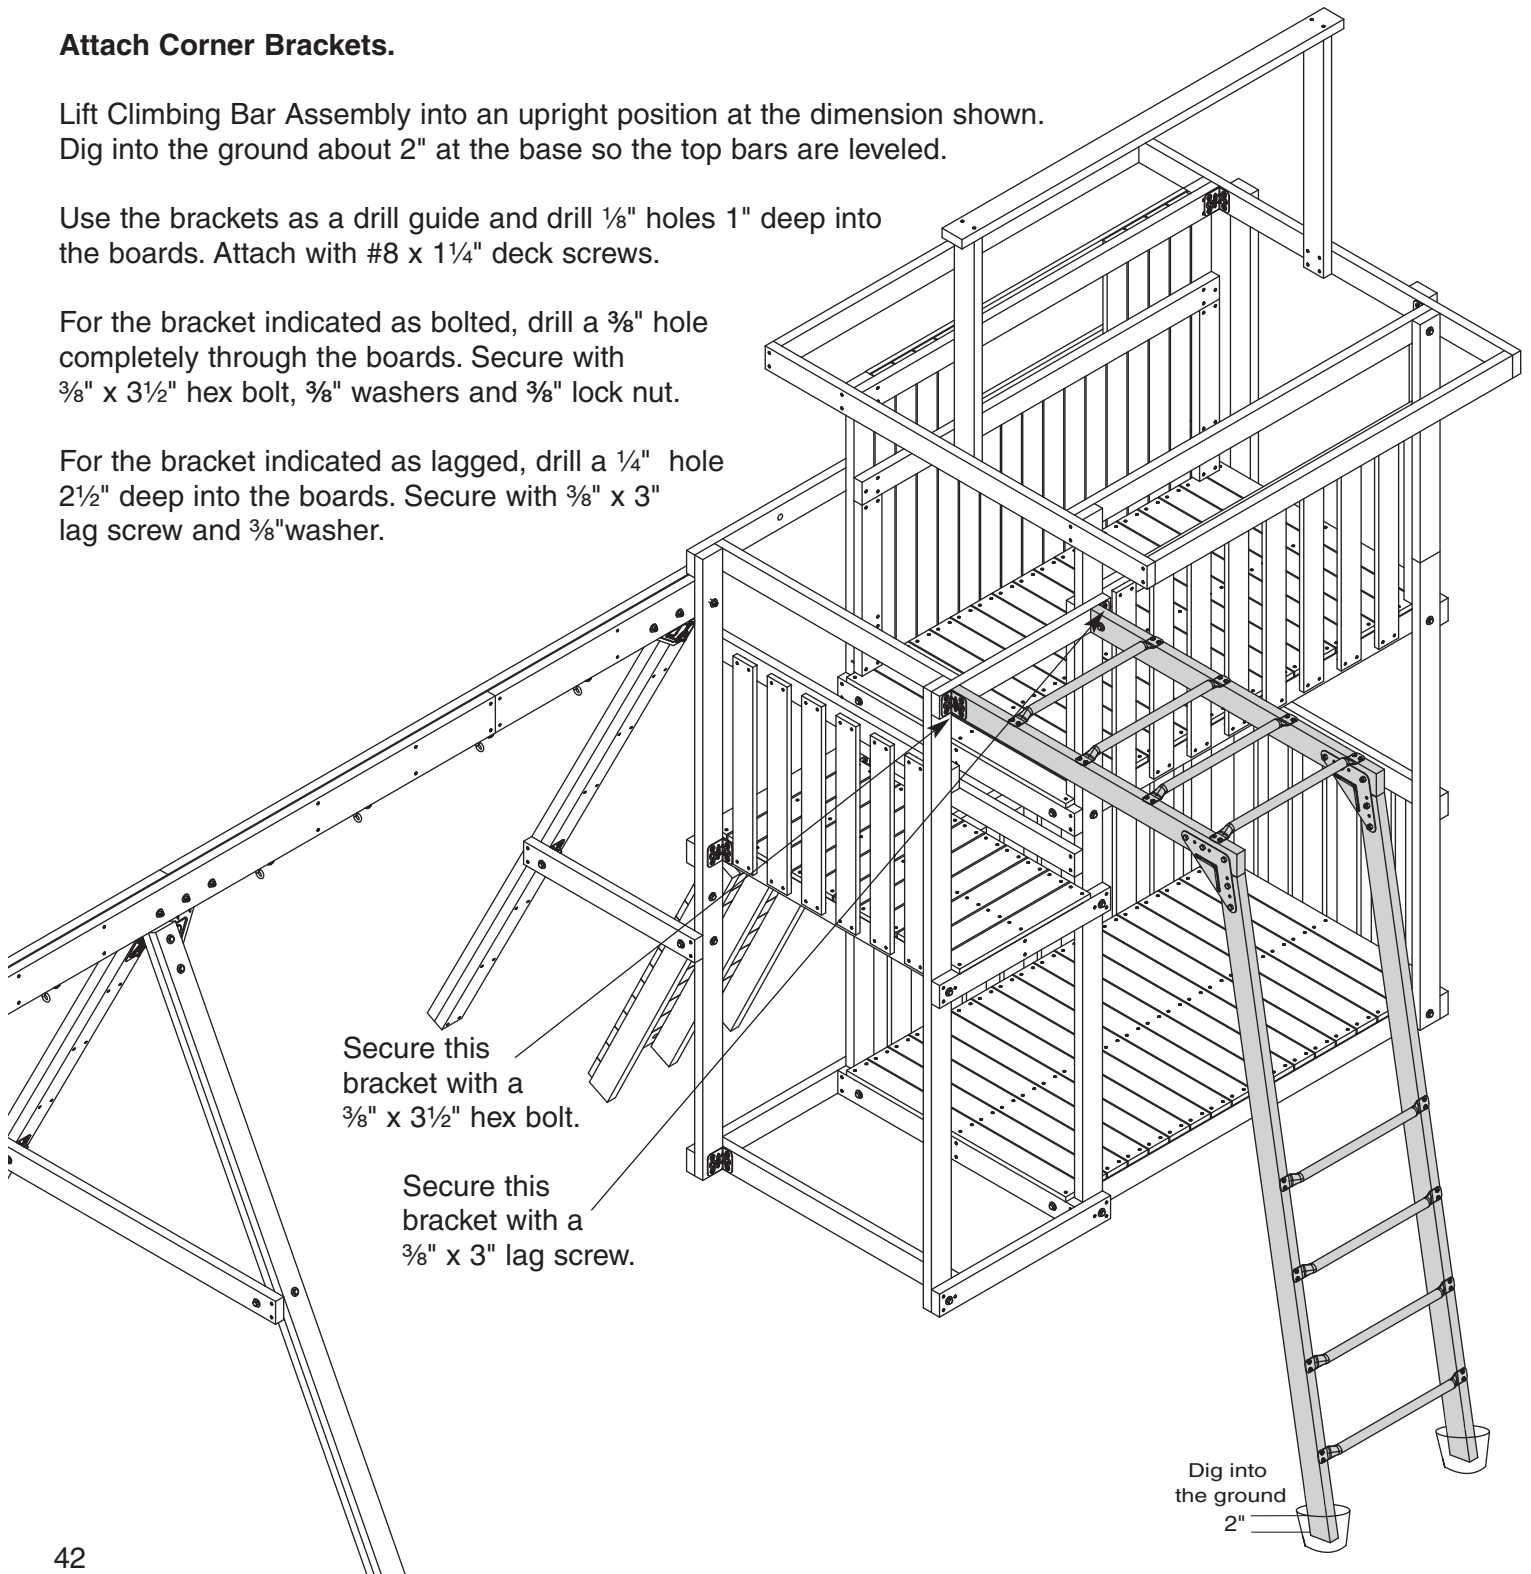 Attach Corner Brackets.
Lift Climbing Bar Assembly into an upright position at the dimension shown.
Dig into the ground about 2" at the base so the top bars are leveled.
Use the brackets as a drill guide and drill ⅛" holes 1" deep into
the boards. Attach with #8 x 1¼" deck screws.
For the bracket indicated as bolted, drill a ⅜" hole
completely through the boards. Secure with
⅜" x 3½" hex bolt, ⅜" washers and ⅜" lock nut.
For the bracket indicated as lagged, drill a ¼" hole
2½" deep into the boards. Secure with ⅜" x 3"
lag screw and ⅜"washer.
Secure this
bracket with a
⅜" x 3½" hex bolt.
Secure this
bracket with a
⅜" x 3" lag screw.
Dig into
the ground
2"
42